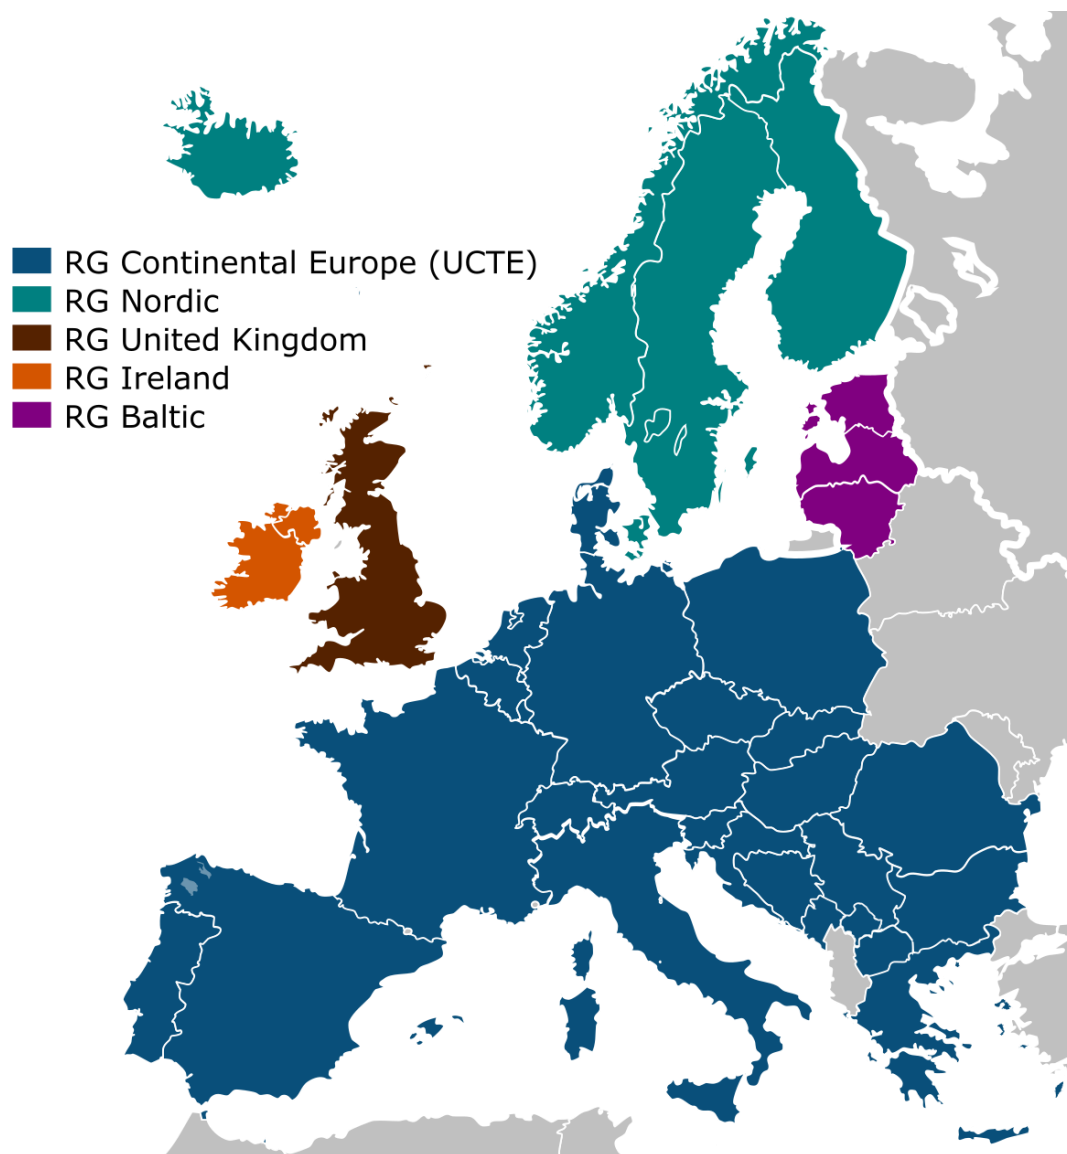 RG Continental Europe (UCTE)
RG Nordic
RG United Kingdom
RG Ireland
RG Baltic